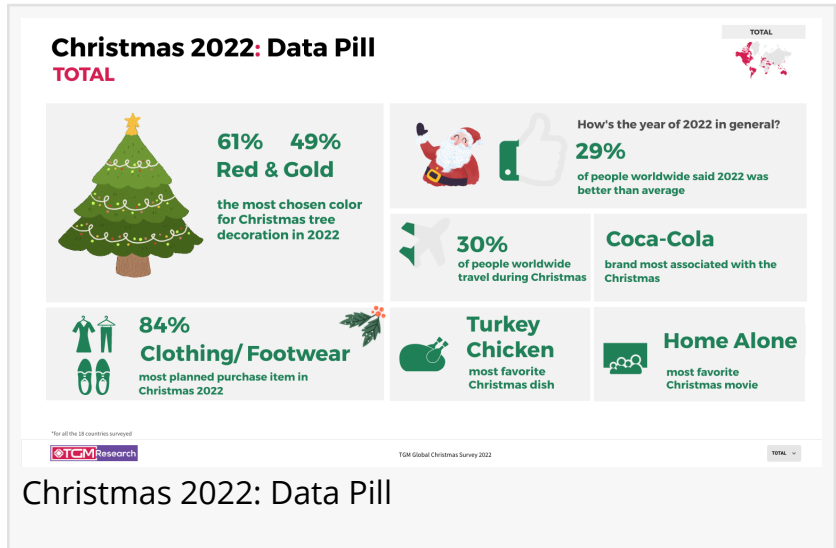 Christmas 2022: Data Pill
TOTAL
TOTAL
61% 49%
Red & Gold
the most chosen color
for Christmas tree
decoration in 2022
How's the year of 2022 in general?
29%
of people worldwide said 2022 was
better than average
30%
of people worldwide
travel during Christmas
Coca-Cola
brand most associated with the
Christmas
84%
Clothing/ Footwear
most planned purchase item in
Christmas 2022
Turkey
Chicken
most favorite
Christmas dish
Home Alone
most favorite
Christmas movie
*for all the 18 countries surveyed
TGM Research
TGM Global Christmas Survey 2022
TOTAL
Christmas 2022: Data Pill